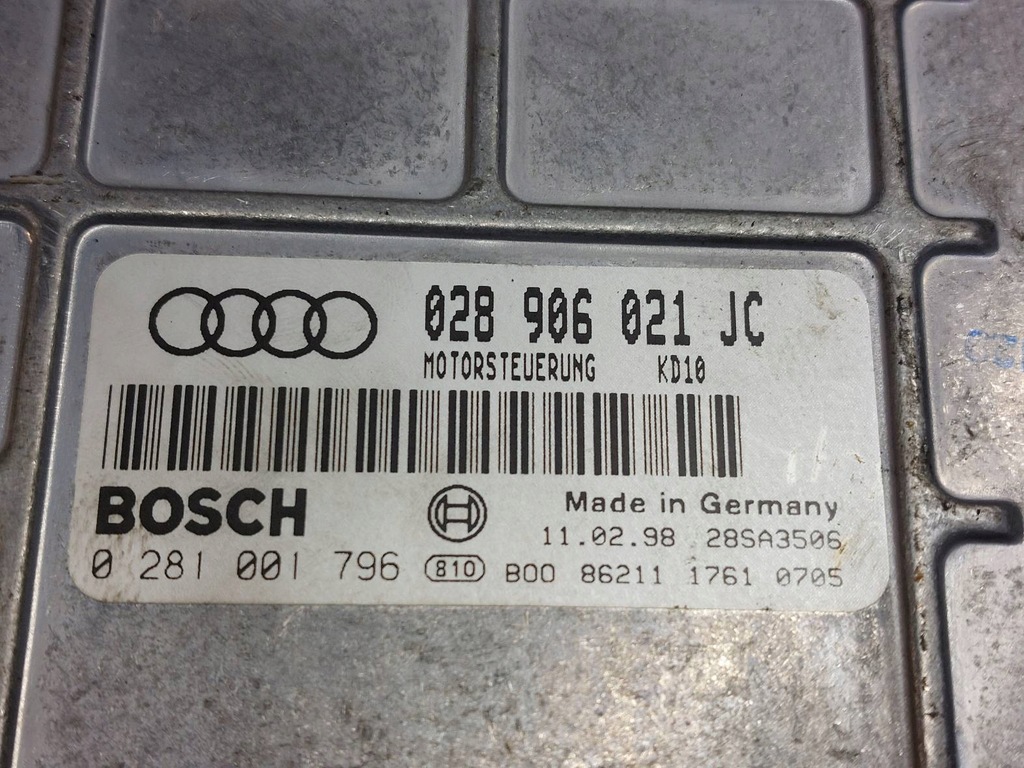 028 906 021 JC
MOTORSTEUERUNG KD10
BOSCH
Made in Germany
11.02.98 28SA3506
0 281 001 796 810 B00 86211 1761 0705